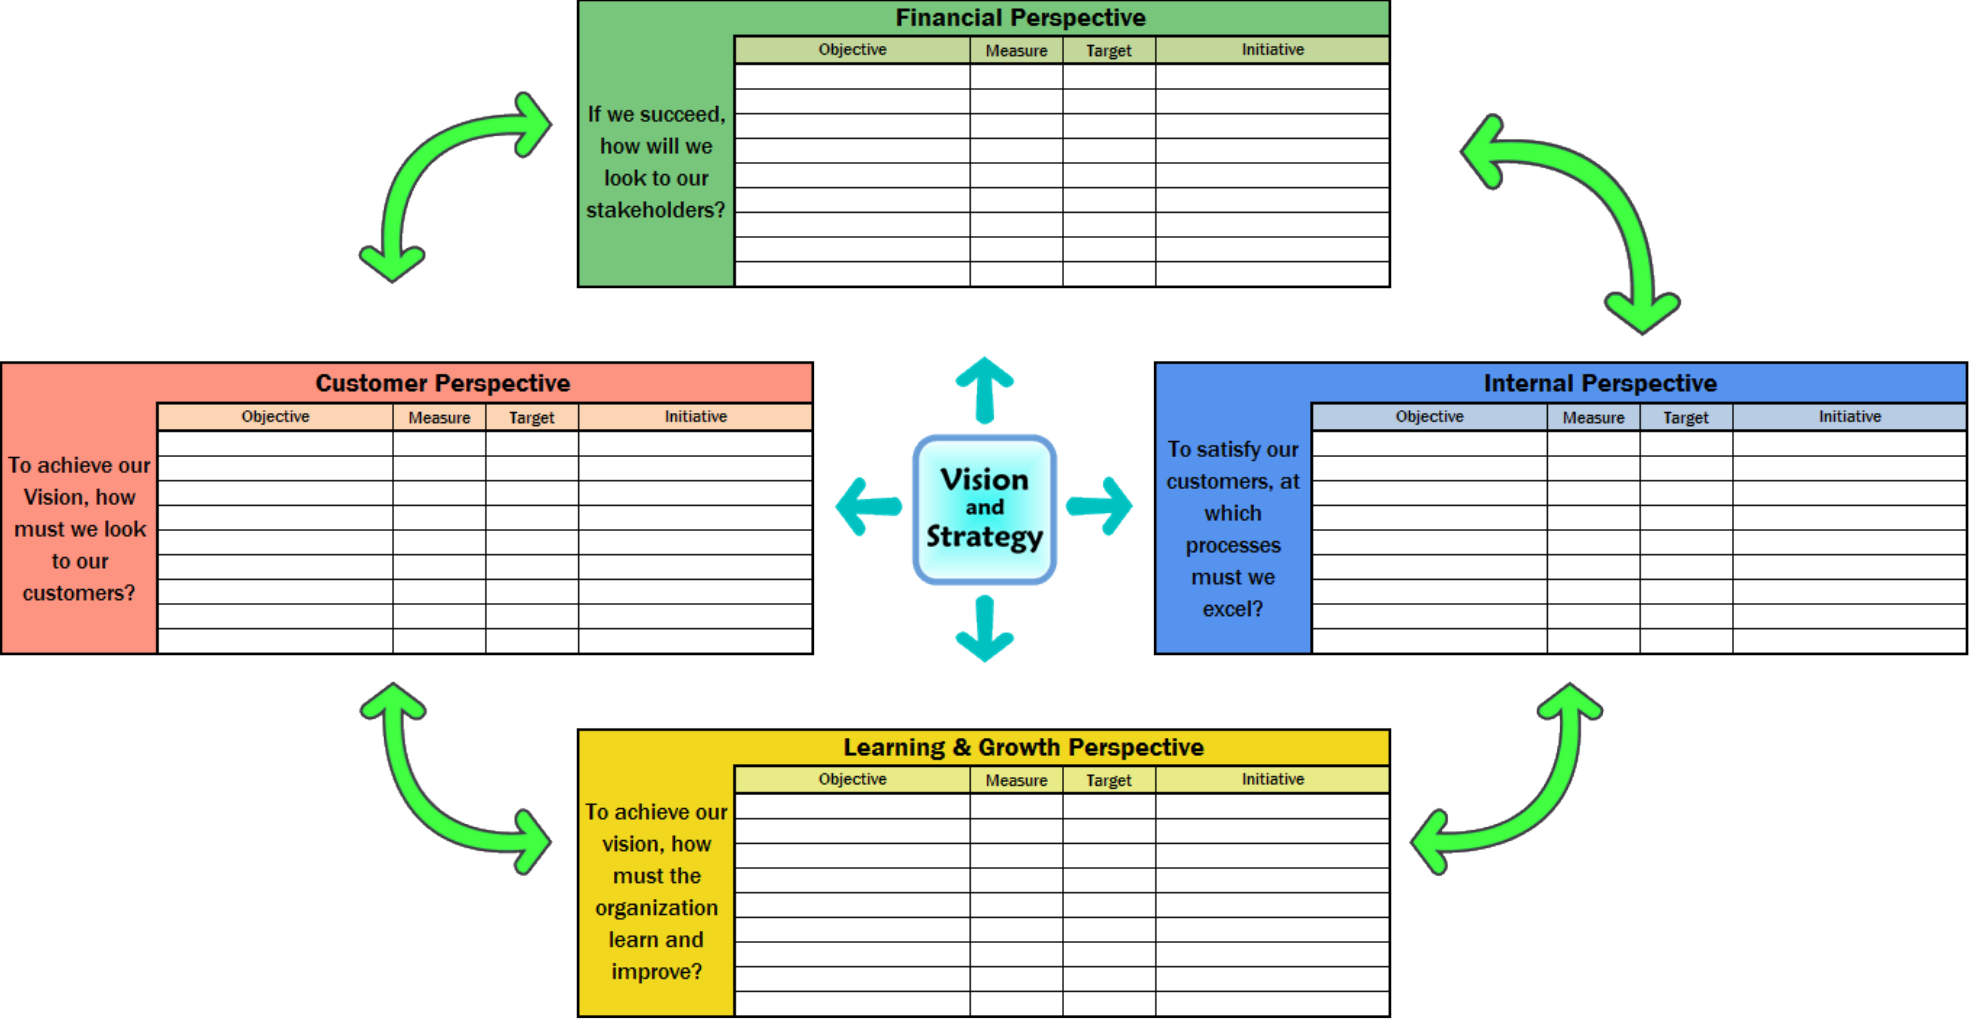 Financial Perspective
Objective Measure Target Initiative
If we succeed,
how will we
look to our
stakeholders?
Customer Perspective
Objective Measure Target Initiative
To achieve our
Vision, how
must we look
to our
customers?
Vision
and
Strategy
Internal Perspective
Objective Measure Target Initiative
To satisfy our
customers, at
which
processes
must we
excel?
Learning & Growth Perspective
Objective Measure Target Initiative
To achieve our
vision, how
must the
organization
learn and
improve?